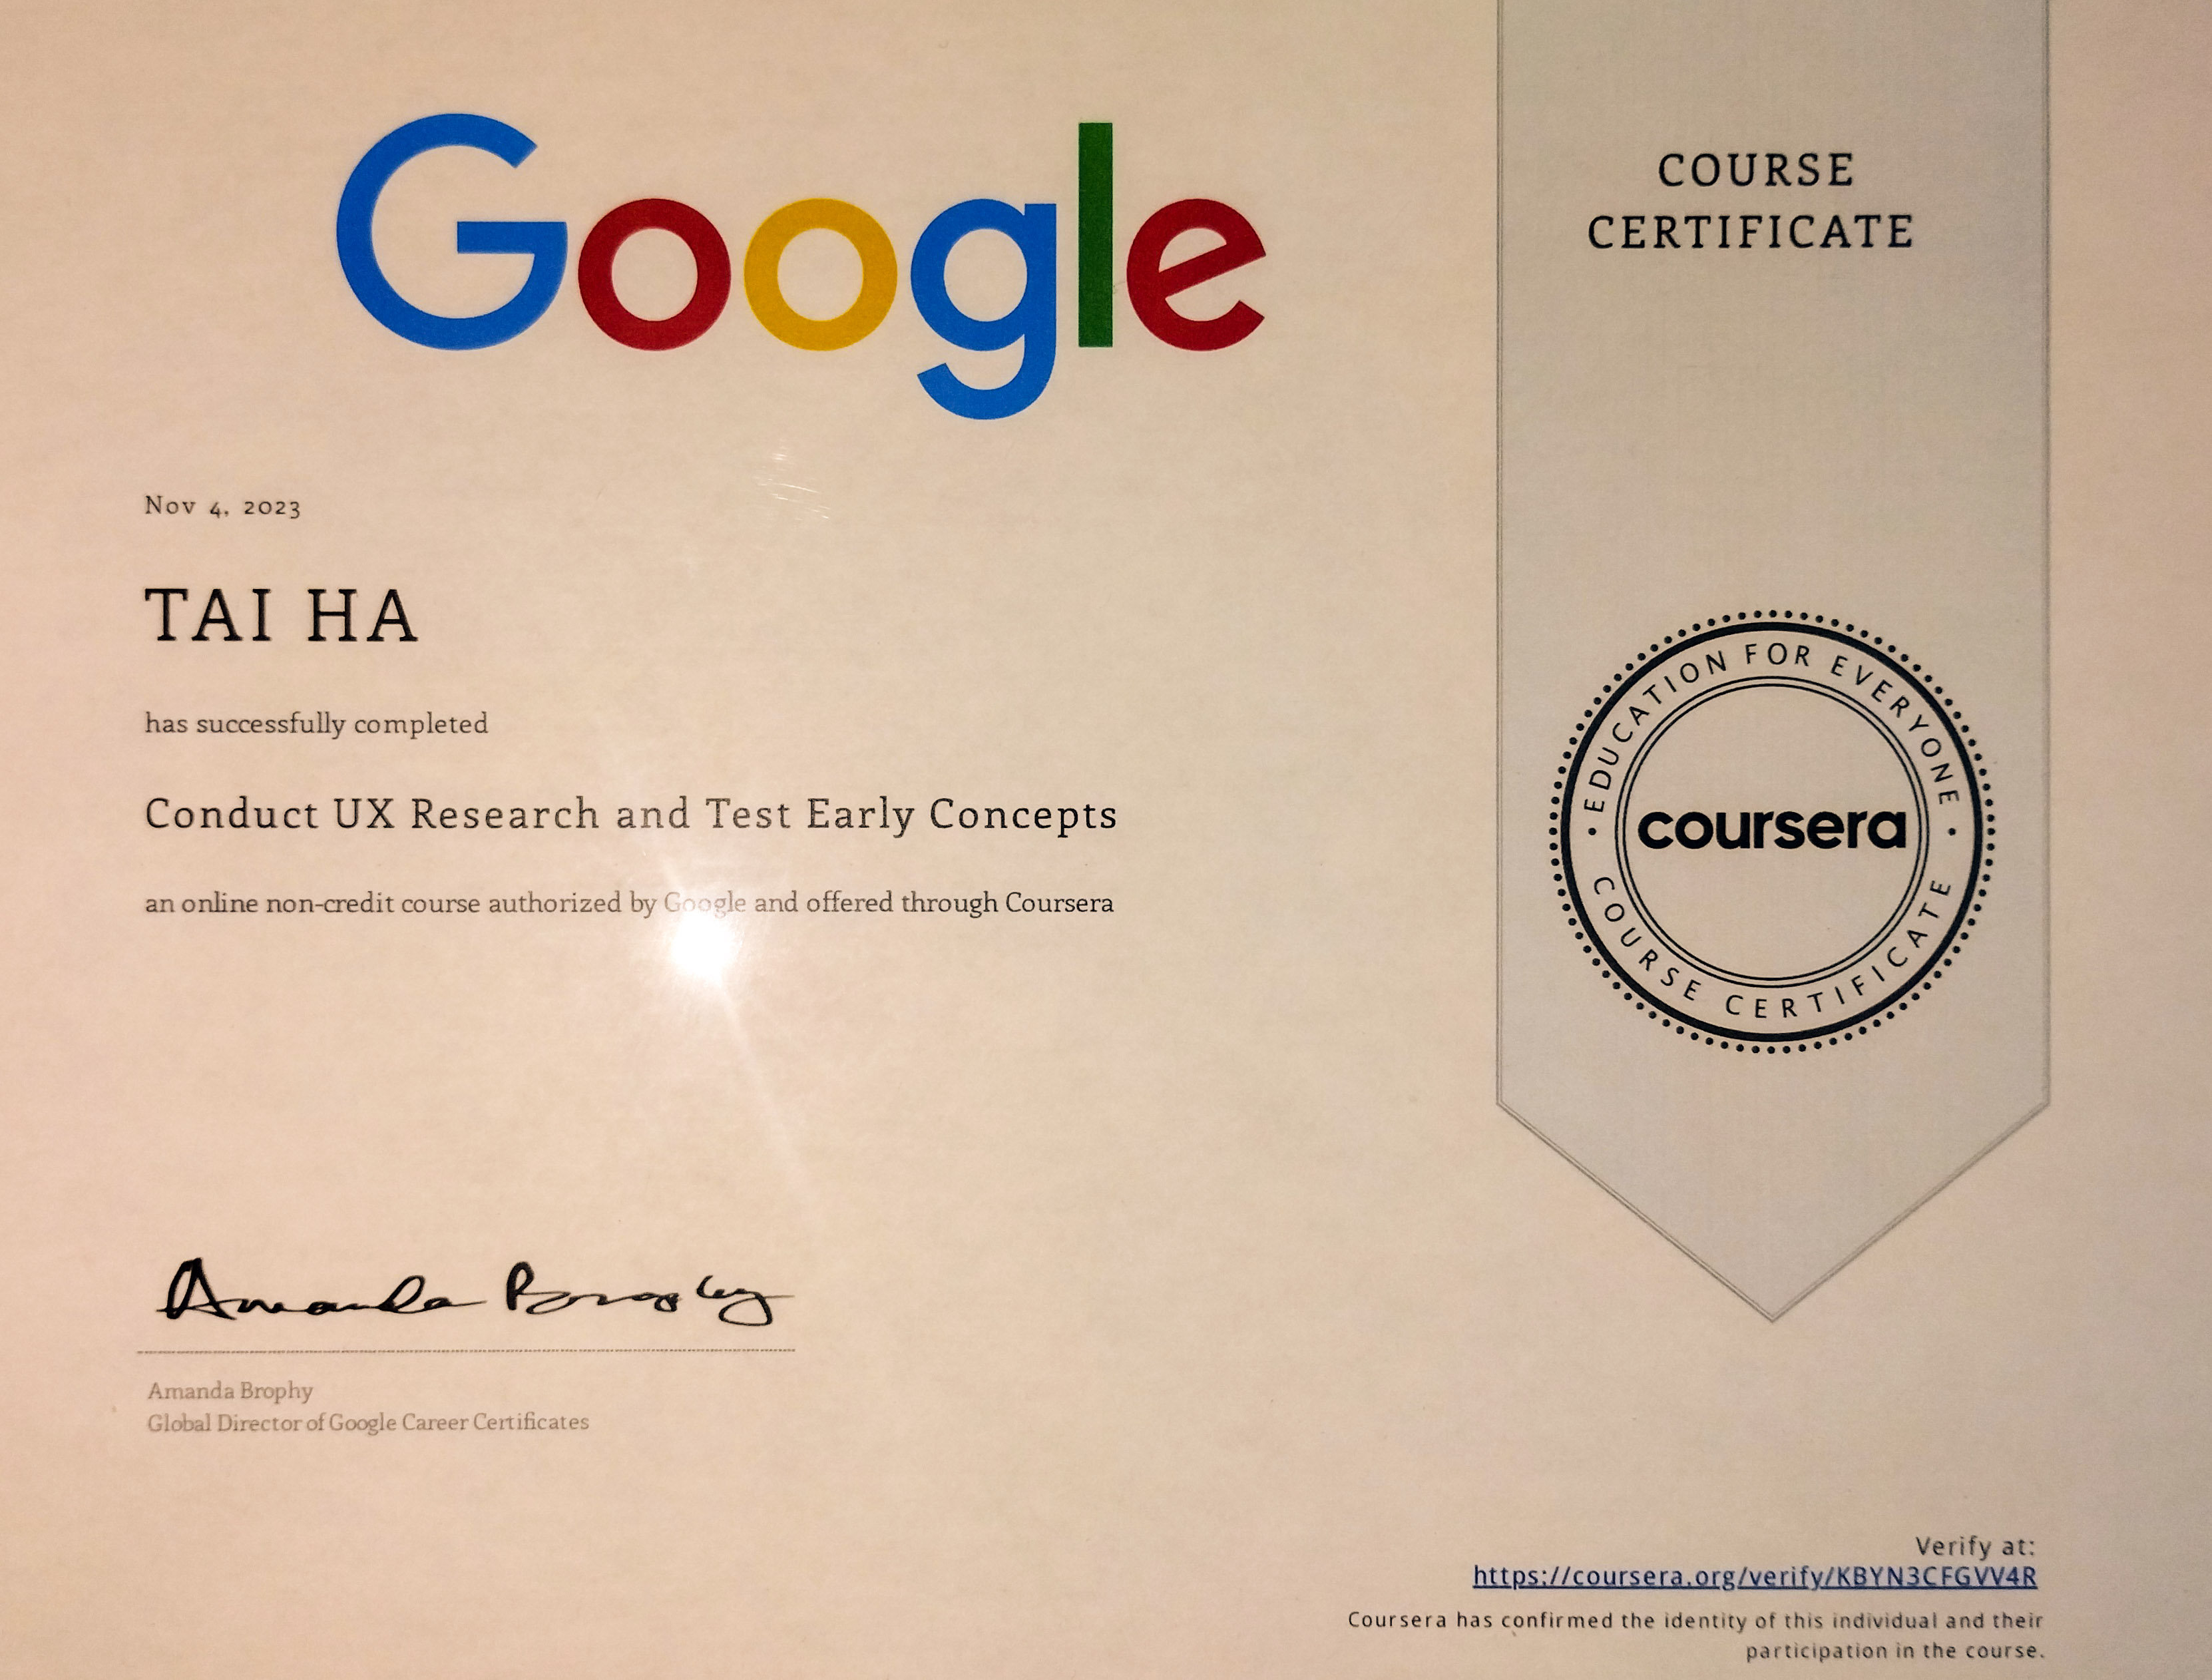 Google
COURSE
CERTIFICATE
Nov 4, 2023
TAI HA
has successfully completed
Conduct UX Research and Test Early Concepts
an online non-credit course authorized by Google and offered through Coursera
EDUCATION FOR EVERYONE
coursera
COURSE CERTIFICATE
Amanda Brophy
Amanda Brophy
Global Director of Google Career Certificates
Verify at:
https://coursera.org/verify/KBYN3CFGVV4R
Coursera has confirmed the identity of this individual and their
participation in the course.